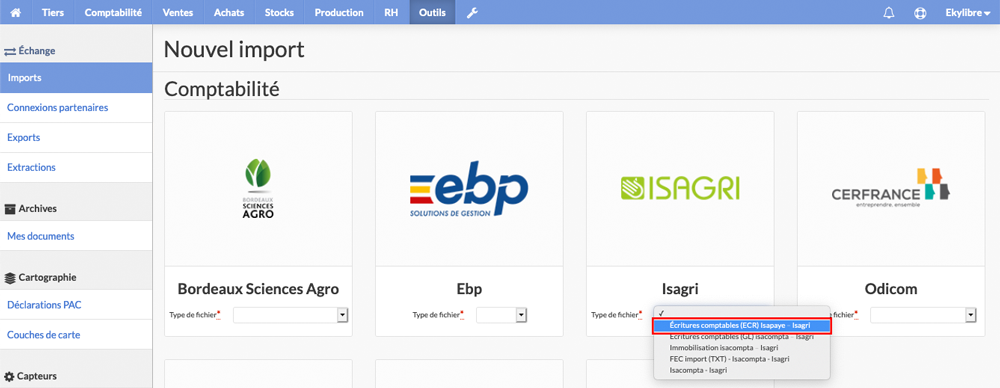 Tiers Comptabilité Ventes Achats Stocks Production RH Outils Ekylibre
Échange
Imports
Connexions partenaires
Exports
Extractions
Archives
Mes documents
Cartographie
Déclarations PAC
Couches de carte
Capteurs
Nouvel import
Comptabilité
BORDEAUX
SCIENCES
AGRO
Bordeaux Sciences Agro
Type de fichier*
ebp
SOLUTIONS DE GESTION
Ebp
Type de fichier*
ISAGRI
Isagri
Type de fichier*
✓
Écritures comptables (ECR) Isapaye - Isagri
Écritures comptables (GL) isacompta - Isagri
Immobilisation isacompta - Isagri
FEC import (TXT) - Isacompta - Isagri
Isacompta - Isagri
CERFRANCE
entreprendre, ensemble
Odicom
de fichier*